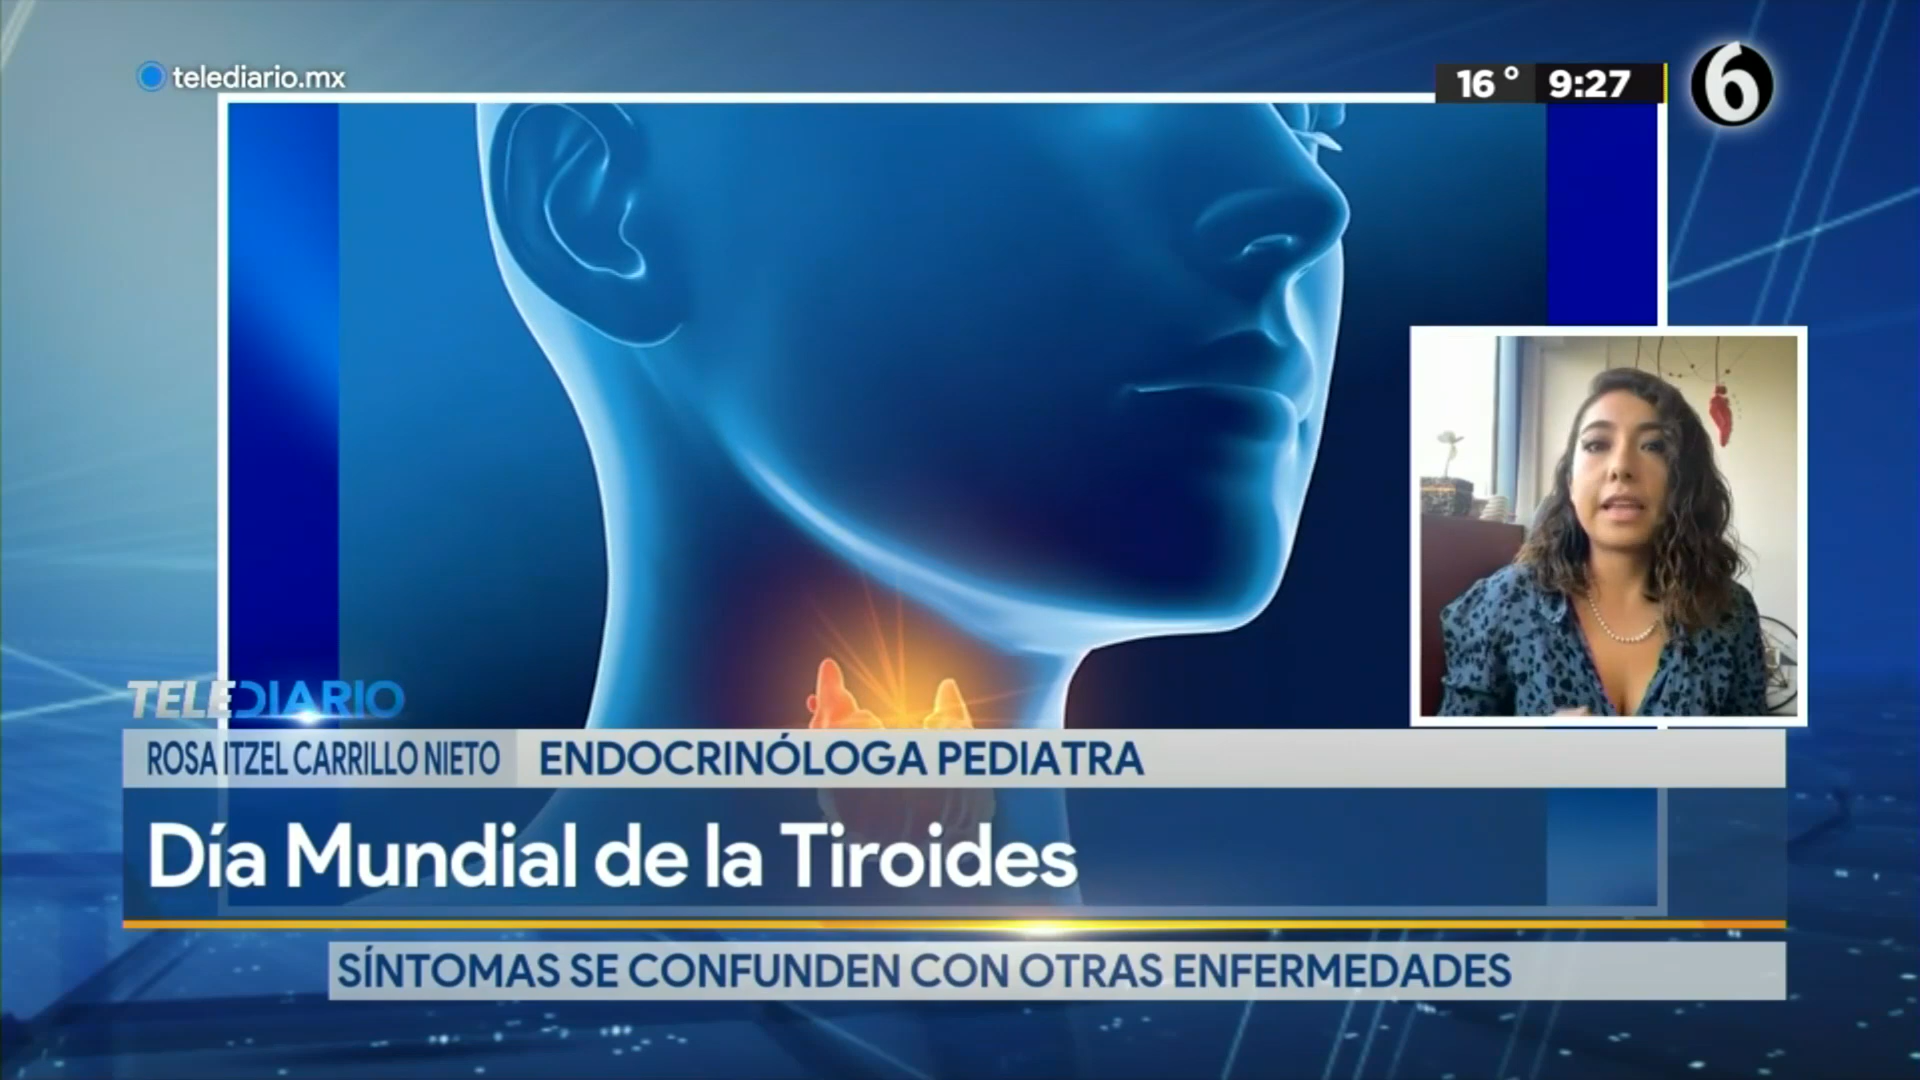 telediario.mx
16° 9:27
6
TELEDIARIO
ROSA ITZEL CARRILLO NIETO ENDOCRINÓLOGA PEDIATRA
Día Mundial de la Tiroides
SÍNTOMAS SE CONFUNDEN CON OTRAS ENFERMEDADES